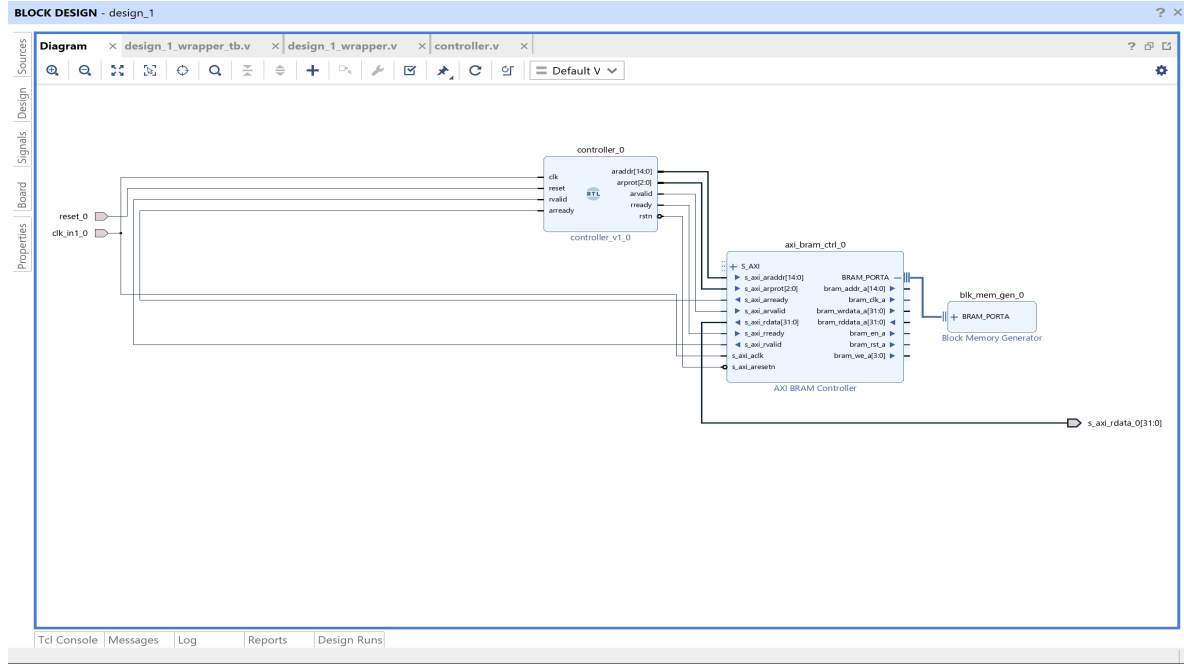 BLOCK DESIGN - design_1
? ×
Sources
Design
Signals
Board
Properties
Diagram × design_1_wrapper_tb.v × design_1_wrapper.v × controller.v ×
?
Default V
controller_0
clk
reset
rvalid
arready
RTL
araddr[14:0]
arprot[2:0]
arvalid
rready
rstn
controller_v1_0
reset_0
clk_in1_0
axi_bram_ctrl_0
S_AXI
s_axi_araddr[14:0]
s_axi_arprot[2:0]
s_axi_arready
s_axi_arvalid
s_axi_rdata[31:0]
s_axi_rready
s_axi_rvalid
s_axi_aclk
s_axi_aresetn
BRAM_PORTA
bram_addr_a[14:0]
bram_clk_a
bram_wrdata_a[31:0]
bram_rddata_a[31:0]
bram_en_a
bram_rst_a
bram_we_a[3:0]
AXI BRAM Controller
blk_mem_gen_0
BRAM_PORTA
Block Memory Generator
s_axi_rdata_0[31:0]
Tcl Console Messages Log Reports Design Runs